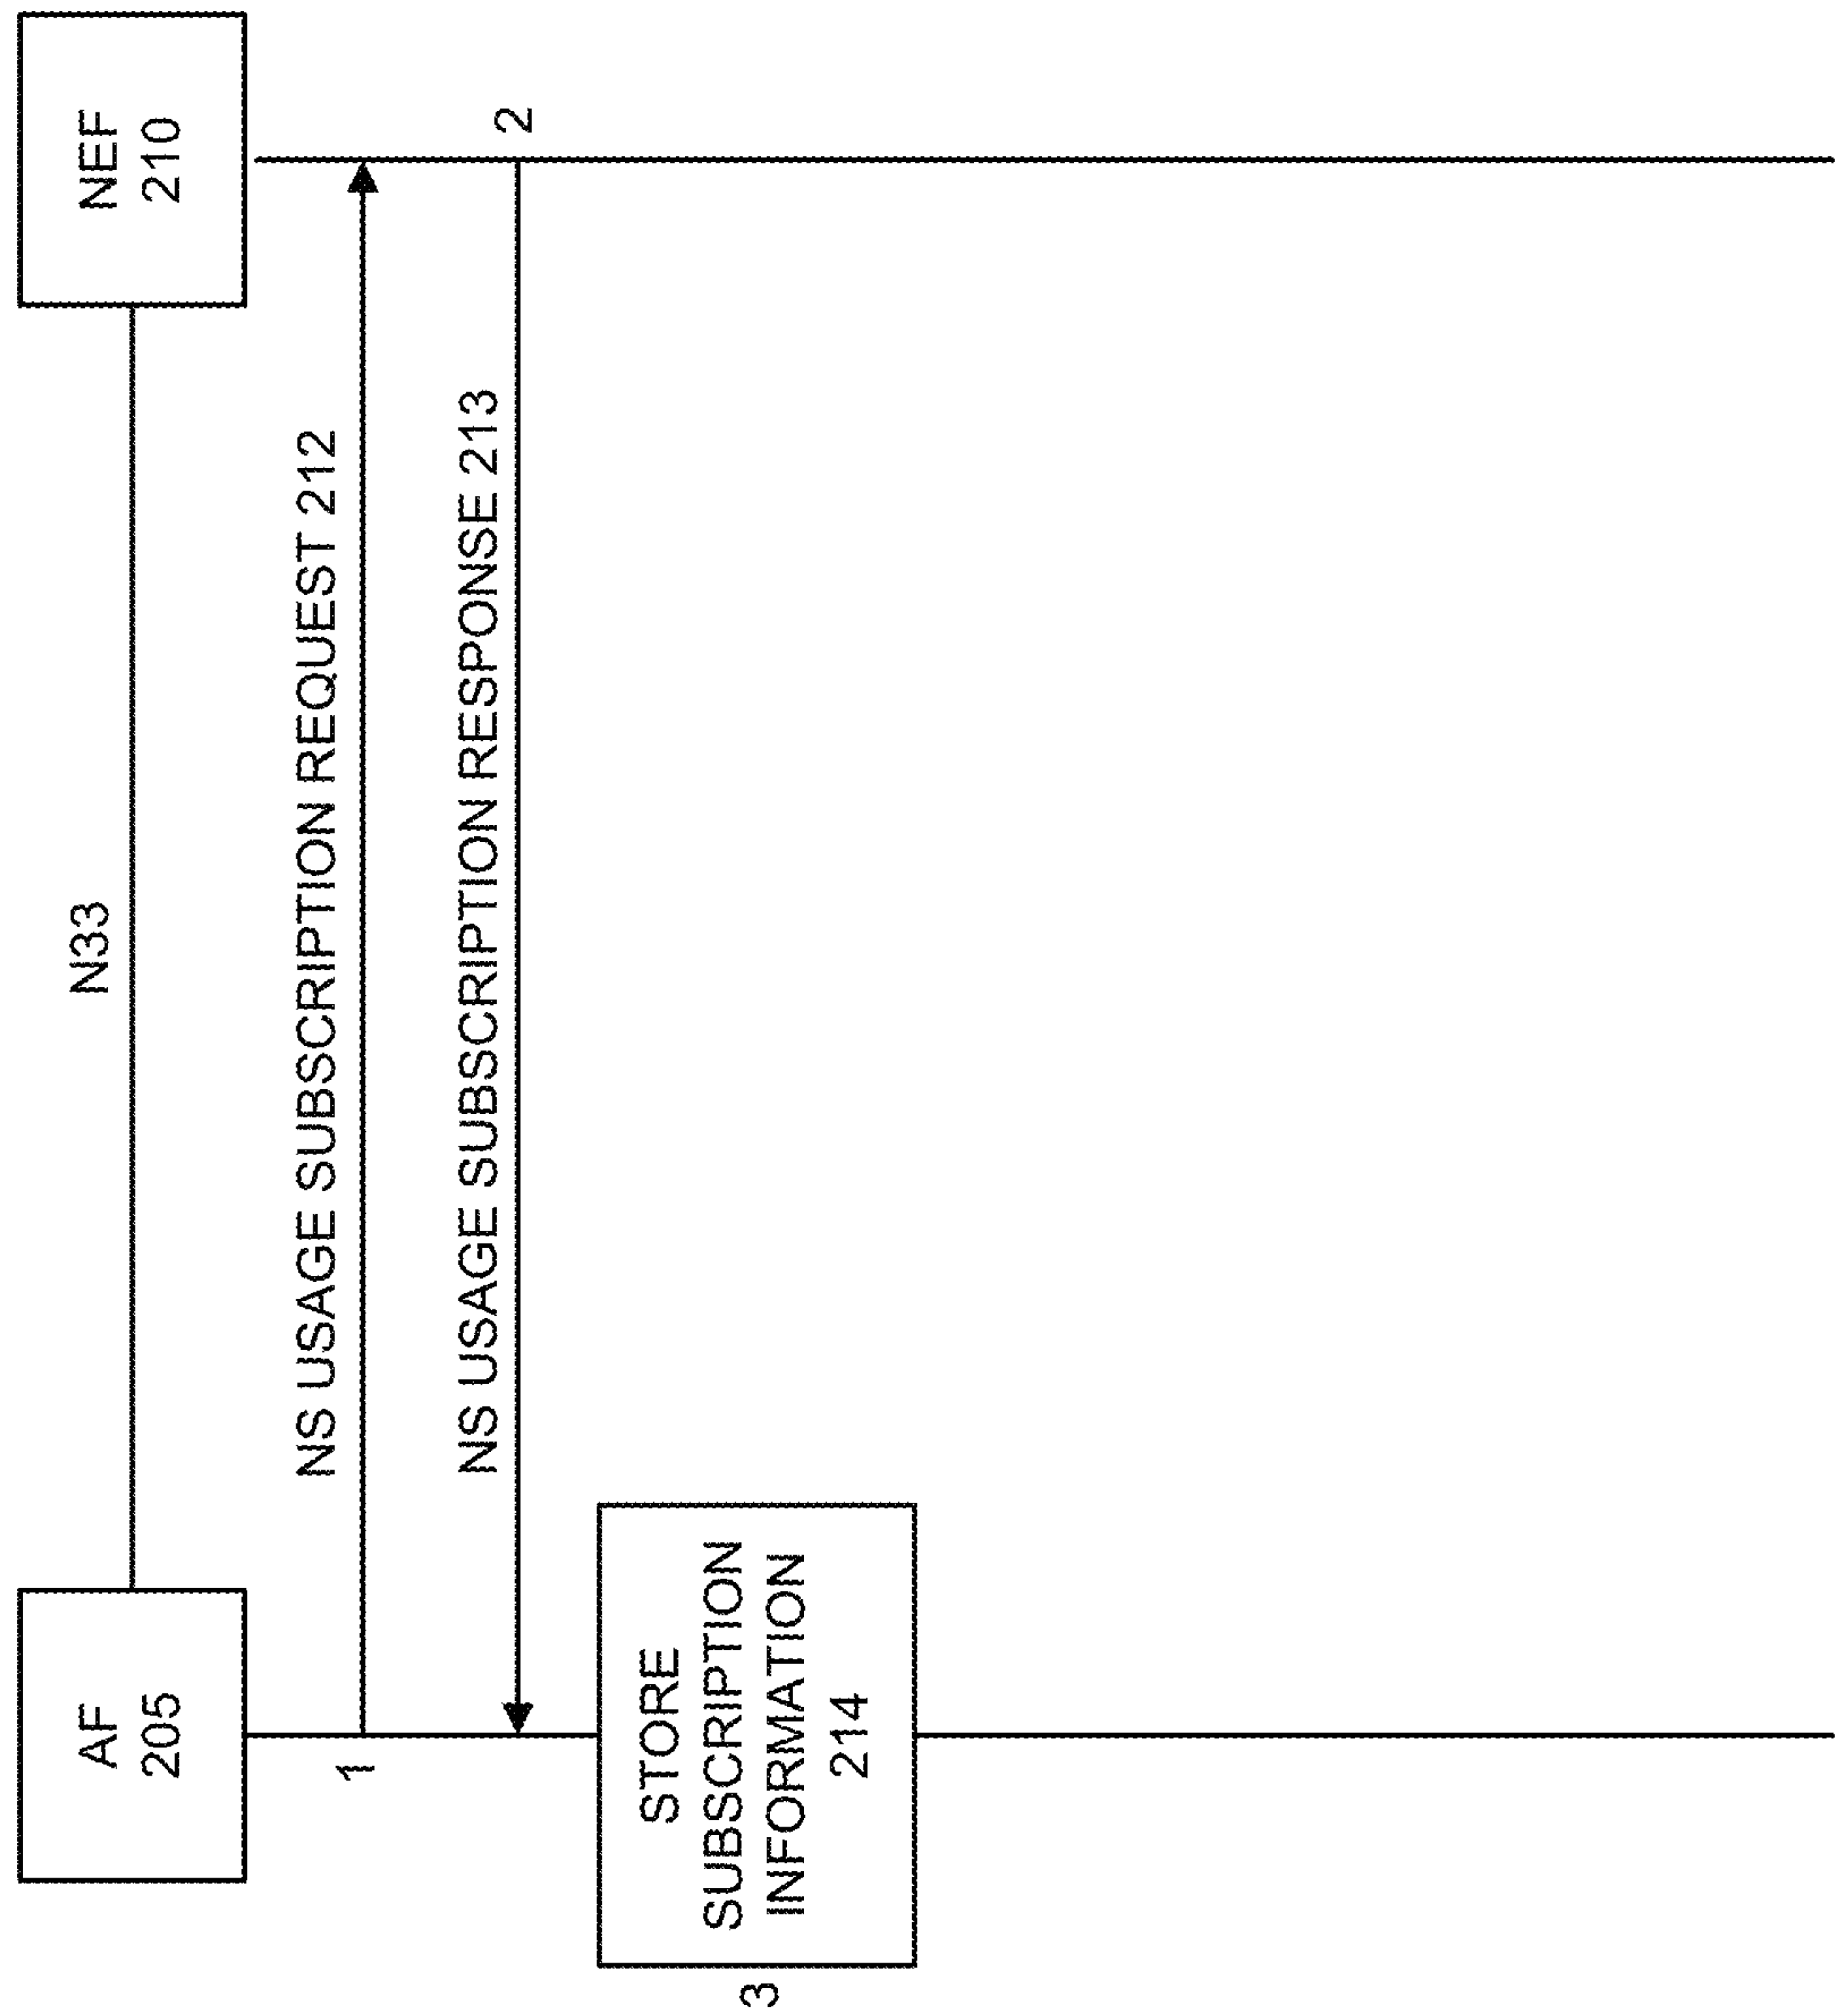 AF
205
N33
NEF
210
1
NS USAGE SUBSCRIPTION REQUEST 212
NS USAGE SUBSCRIPTION RESPONSE 213
2
3
STORE
SUBSCRIPTION
INFORMATION
214